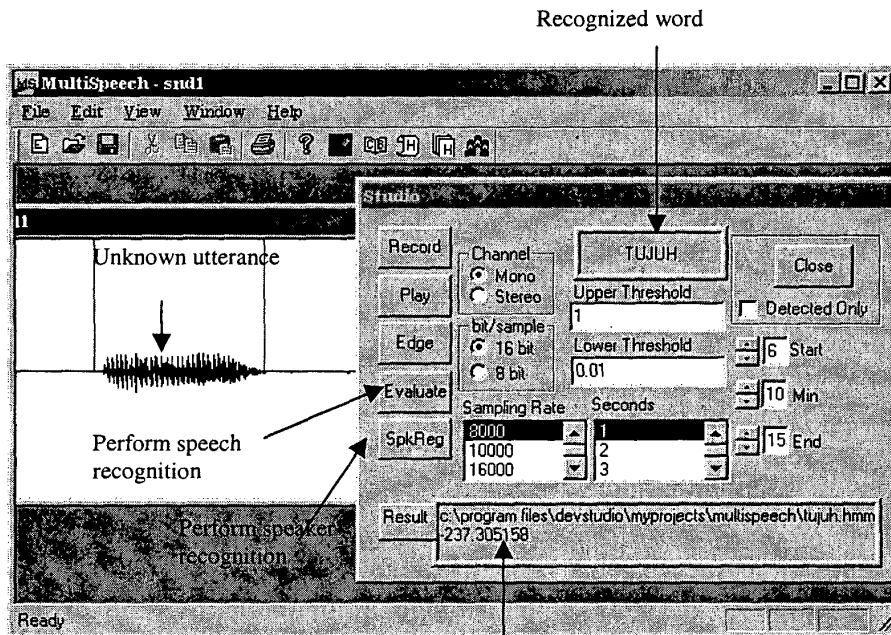 Recognized word
MultiSpeech - snd1
File Edit View Window Help
Studio
Unknown utterance
Perform speech
recognition
Perform speaker
recognition
Record
Play
Edge
Evaluate
SpkReg
Channel
Mono
Stereo
bit/sample
16 bit
8 bit
TUJUH
Upper Threshold
1
Lower Threshold
0.01
Close
Detected Only
6 Start
10 Min
15 End
Sampling Rate
8000
10000
16000
Seconds
1
2
3
Result
c:\program files\devstudio\myprojects\multispeech\tujuh.hmm
-237.305158
Ready